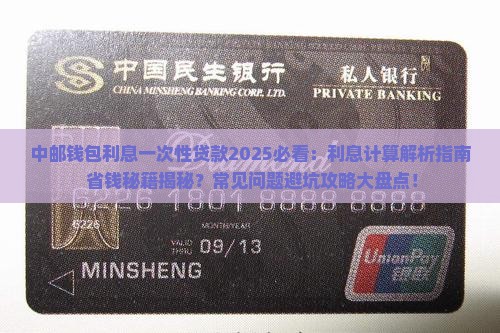 中国民生银行
CHINA MINSHENG BANKING CORP., LTD.
私人银行
PRIVATE BANKING
中邮钱包利息一次性贷款2025必看：利息计算解析指南
省钱秘籍揭秘？常见问题避坑攻略大盘点！
6226 1801 8888 8888
6226
MONTH/YEAR
VALID
THRU
09/13
MINSHENG
UnionPay
银联